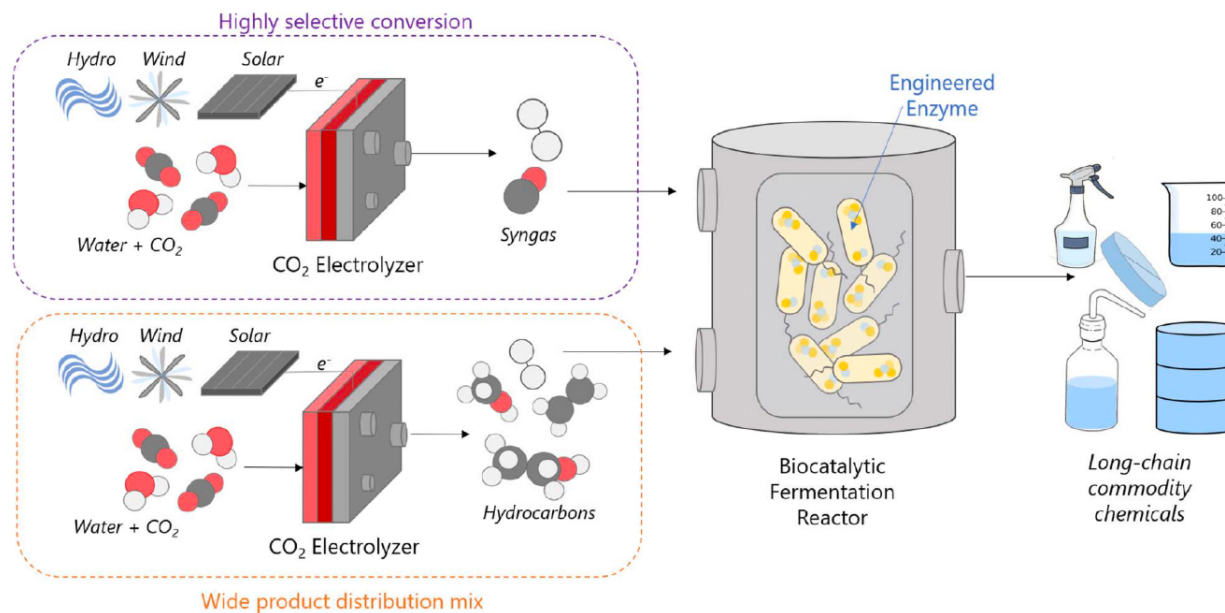 Highly selective conversion
Hydro Wind Solar
e⁻
Water + CO₂
CO₂ Electrolyzer
Syngas
Hydro Wind Solar
e⁻
Water + CO₂
CO₂ Electrolyzer
Hydrocarbons
Wide product distribution mix
Engineered
Enzyme
Biocatalytic
Fermentation
Reactor
100
80
60
40
20
Long-chain
commodity
chemicals